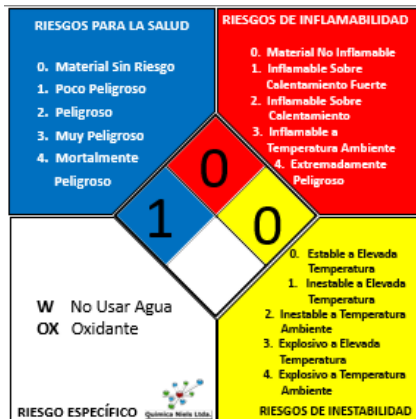 RIESGOS PARA LA SALUD
0. Material Sin Riesgo
1. Poco Peligroso
2. Peligro
3. Muy Peligroso
4. Mortalmente
Peligroso
RIESGOS DE INFLAMABILIDAD
0. Material No Inflamable
1. Inflamable Sobre
Calentamiento Fuerte
2. Inflamable Sobre
Calentamiento
3. Inflamable a
Temperatura Ambiente
4. Extremadamente
Peligroso
0
1
0
W No Usar Agua
OX Oxidante
RIESGO ESPECÍFICO
Química Niels Ltda.
0. Estable a Elevada
Temperatura
1. Inestable a Elevada
Temperatura
2. Inestable a Temperatura
Ambiente
3. Explosivo a Elevada
Temperatura
4. Explosivo a Temperatura
Ambiente
RIESGOS DE INESTABILIDAD